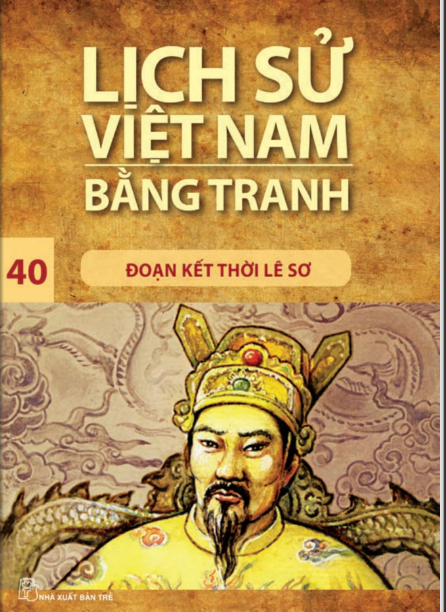 LỊCH SỬ
VIỆT NAM
BẰNG TRANH
40
ĐOẠN KẾT THỜI LÊ SƠ
NHÀ XUẤT BẢN TRẺ